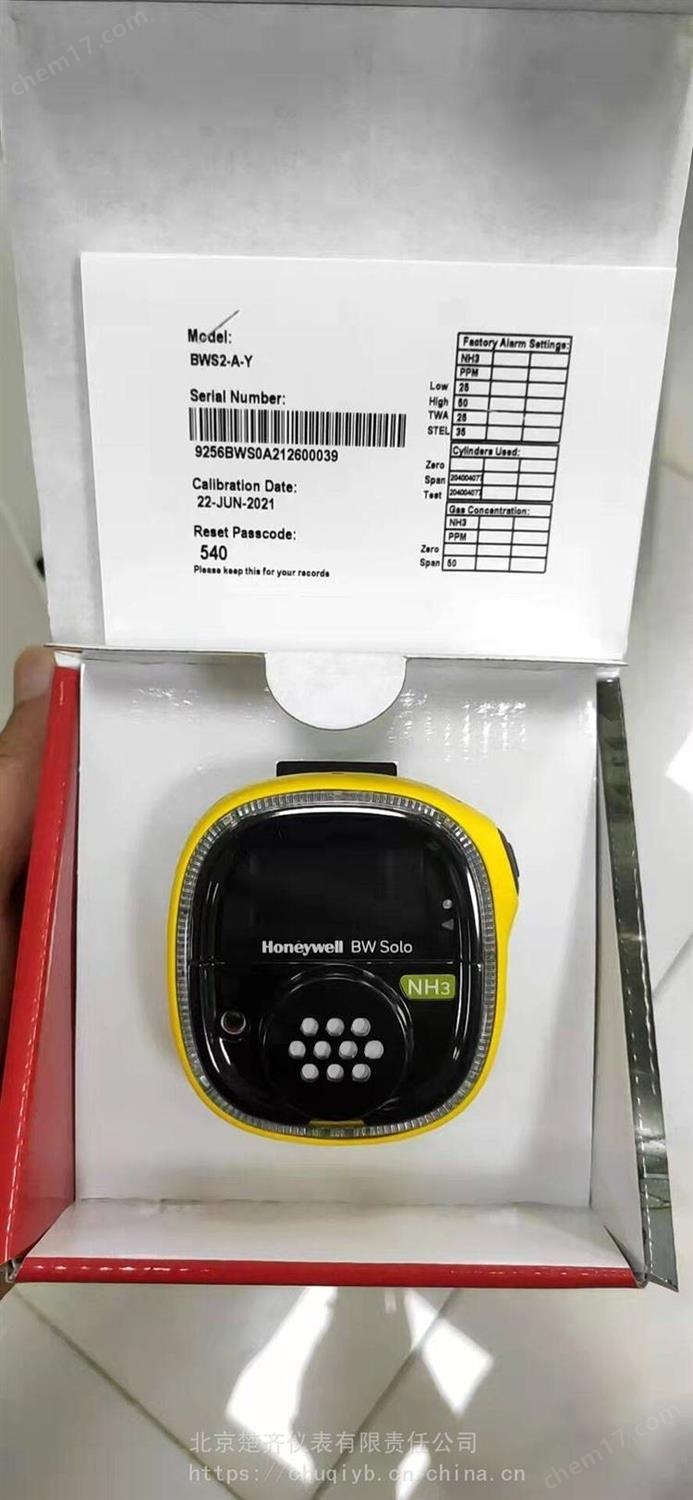 chem17.com
Model:
BWS2-A-Y
Serial Number:
9256BWS0A212600039
Calibration Date:
22-JUN-2021
Reset Passcode:
540
Please keep this for your records
Factory Alarm Settings:
NH3
PPM
Low 25
High 50
TWA 25
STEL 35
Cylinders Used:
Zero
Span 204004077
Test 204004077
Gas Concentration:
NH3
PPM
Zero
Span 50
Honeywell BW Solo
NH3
北京楚齐仪表有限责任公司
https://chuqiyb.cn.china.cn
chem17.com